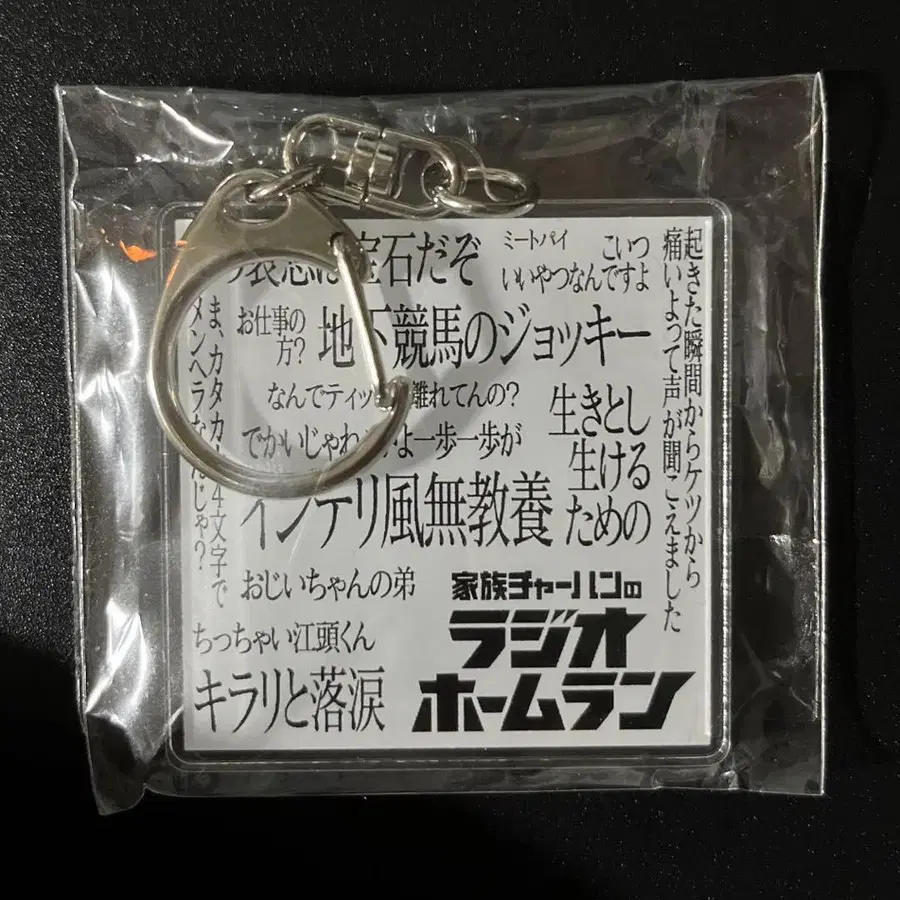 石だぞ
ミートパイ
こいつ
いいやつなんですよ
起きた瞬間からケツから
痛いよって声が聞こえました
お仕事の
方?
地下競馬のジョッキー
なんでティッ 離れてんの?
生きとし
生ける
ための
でかいじゃね よ一歩一歩が
インテリ風無教養
ま、カタカ 4文字で
メンヘラな んじゃ?
おじいちゃんの弟
ちっちゃい江頭くん
キラリと落涙
家族チャーハンの
ラジオ
ホームラン